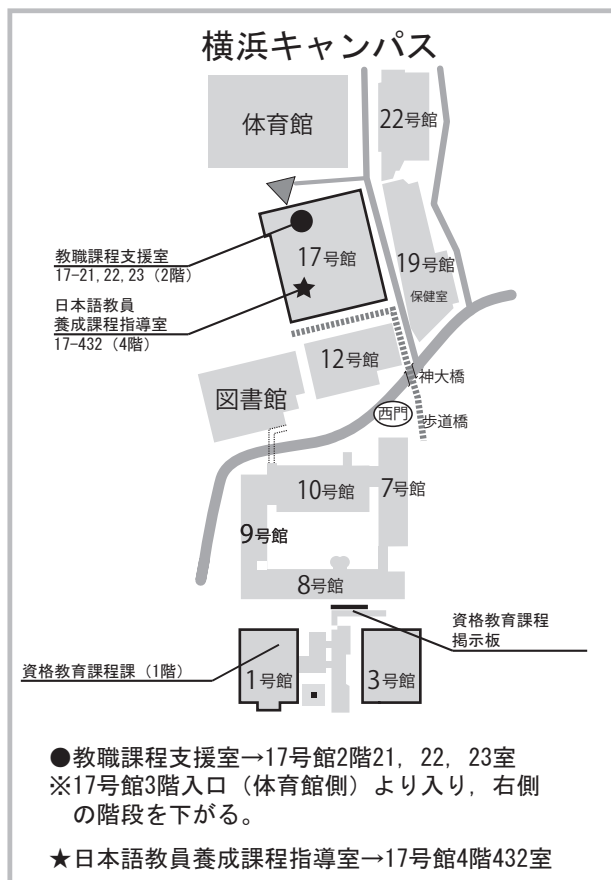 横浜キャンパス
体育館
22号館
教職課程支援室
17-21, 22, 23（2階）
17号館
19号館
保健室
日本語教員
養成課程指導室
17-432（4階）
12号館
図書館
神大橋
西門
歩道橋
10号館
7号館
9号館
8号館
資格教育課程
掲示板
資格教育課程課（1階）
1号館
3号館
●教職課程支援室→17号館2階21，22，23室
※17号館3階入口（体育館側）より入り，右側
の階段を下がる。
★日本語教員養成課程指導室→17号館4階432室